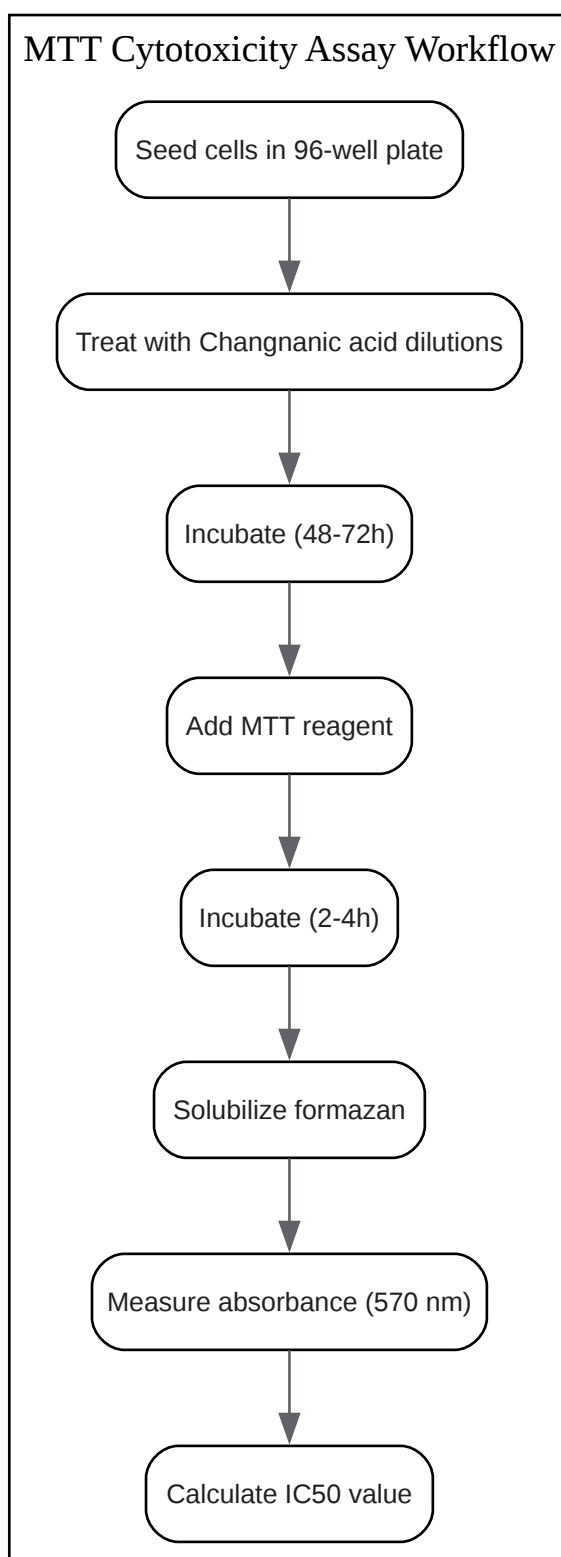 MTT Cytotoxicity Assay Workflow
Seed cells in 96-well plate
Treat with Changnanic acid dilutions
Incubate (48-72h)
Add MTT reagent
Incubate (2-4h)
Solubilize formazan
Measure absorbance (570 nm)
Calculate IC50 value